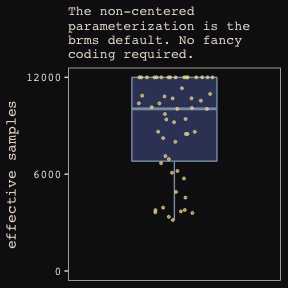 The non-centered
parameterization is the
brms default. No fancy
coding required.
12000
effective samples
6000
0